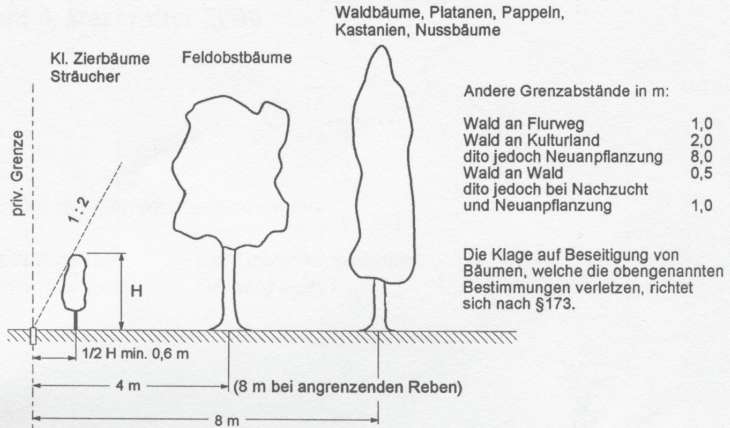 Waldbäume, Platanen, Pappeln,
Kastanien, Nussbäume
Kl. Zierbäume
Sträucher
Feldobstbäume
priv. Grenze
1:2
H
1/2 H min. 0,6 m
4 m
(8 m bei angrenzenden Reben)
8 m
Andere Grenzabstände in m:
Wald an Flurweg 1,0
Wald an Kulturland 2,0
dito jedoch Neuanpflanzung 8,0
Wald an Wald 0,5
dito jedoch bei Nachzucht
und Neuanpflanzung 1,0
Die Klage auf Beseitigung von
Bäumen, welche die obengenannten
Bestimmungen verletzen, richtet
sich nach §173.